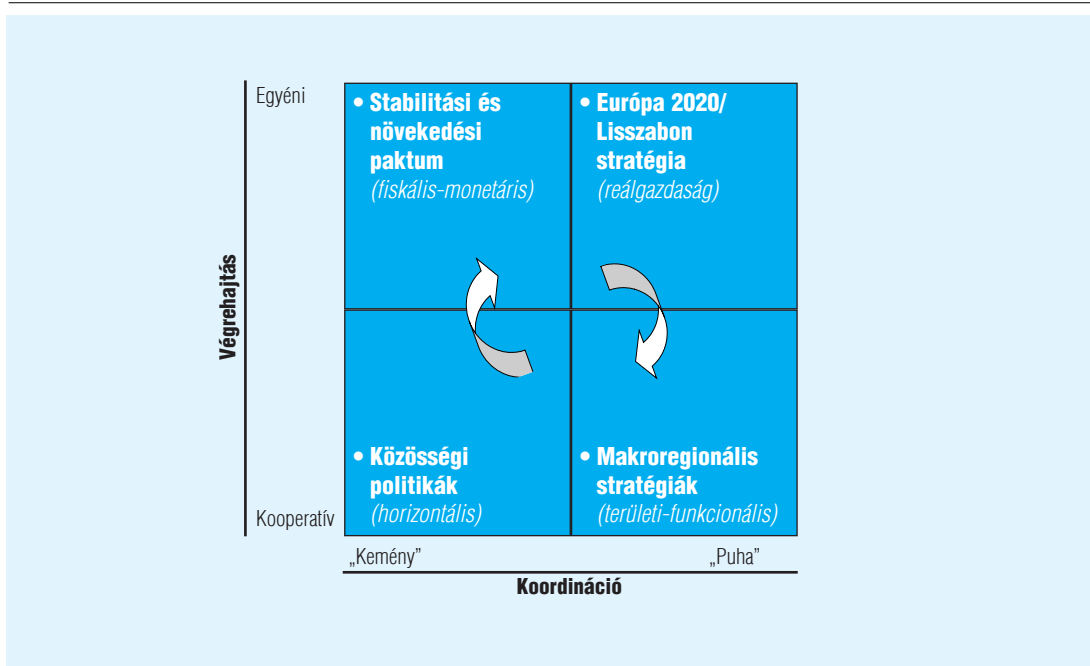 Egyéni
• Stabilitási és
növekedési
paktum
(fiskális-monetáris)
• Európa 2020/
Lisszabon
stratégia
(reálgazdaság)
Végrehajtás
• Közösségi
politikák
(horizontális)
• Makroregionális
stratégiák
(területi-funkcionális)
Kooperatív
„Kemény”
„Puha”
Koordináció